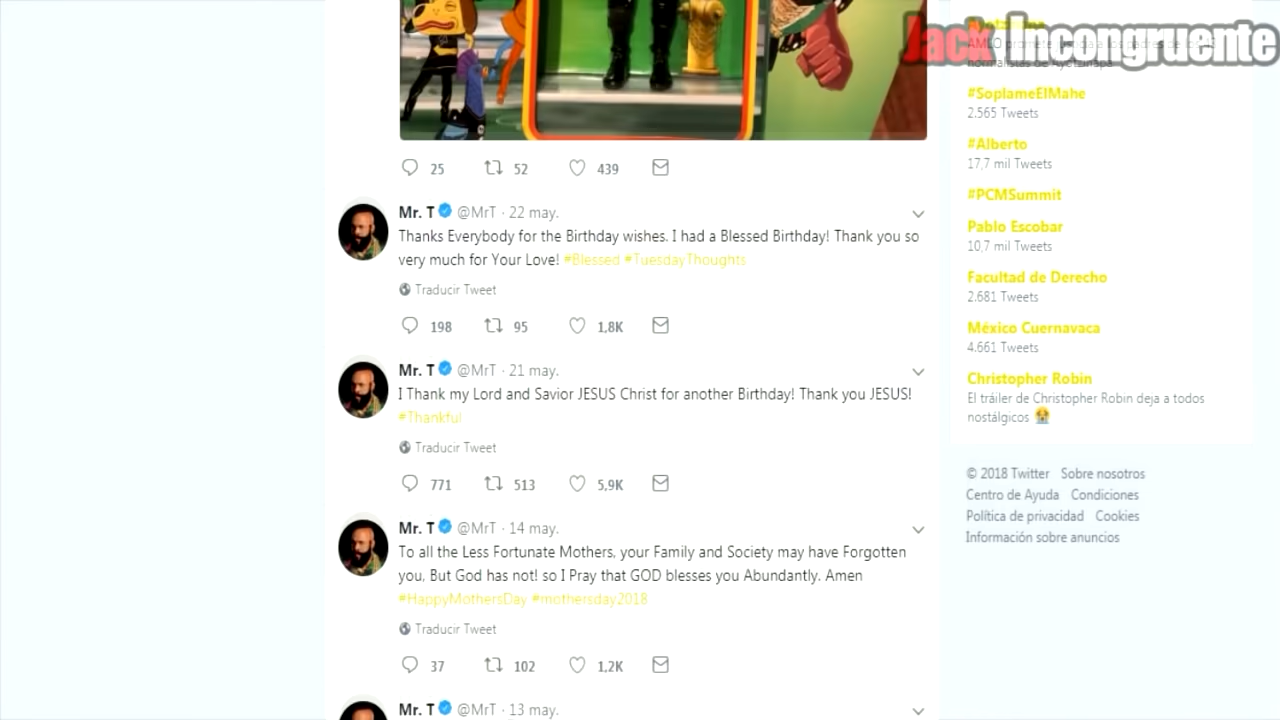 Jack Incongruente
25 52 439
Mr. T @MrT · 22 may.
Thanks Everybody for the Birthday wishes. I had a Blessed Birthday! Thank you so
very much for Your Love! #Blessed #TuesdayThoughts
Traducir Tweet
198 95 1,8K
Mr. T @MrT · 21 may.
I Thank my Lord and Savior JESUS Christ for another Birthday! Thank you JESUS!
#Thankful
Traducir Tweet
771 513 5,9K
Mr. T @MrT · 14 may.
To all the Less Fortunate Mothers, your Family and Society may have Forgotten
you, But God has not! so I Pray that GOD blesses you Abundantly. Amen
#HappyMothersDay #mothersday2018
Traducir Tweet
37 102 1,2K
Mr. T @MrT · 13 may.
AMLO
normalistas de Ayotzinapa
#SoplameElMahe
2.565 Tweets
#Alberto
17,7 mil Tweets
#PCMSummit
Pablo Escobar
10,7 mil Tweets
Facultad de Derecho
2.681 Tweets
México Cuernavaca
4.661 Tweets
Christopher Robin
El tráiler de Christopher Robin deja a todos
nostálgicos
© 2018 Twitter Sobre nosotros
Centro de Ayuda Condiciones
Política de privacidad Cookies
Información sobre anuncios